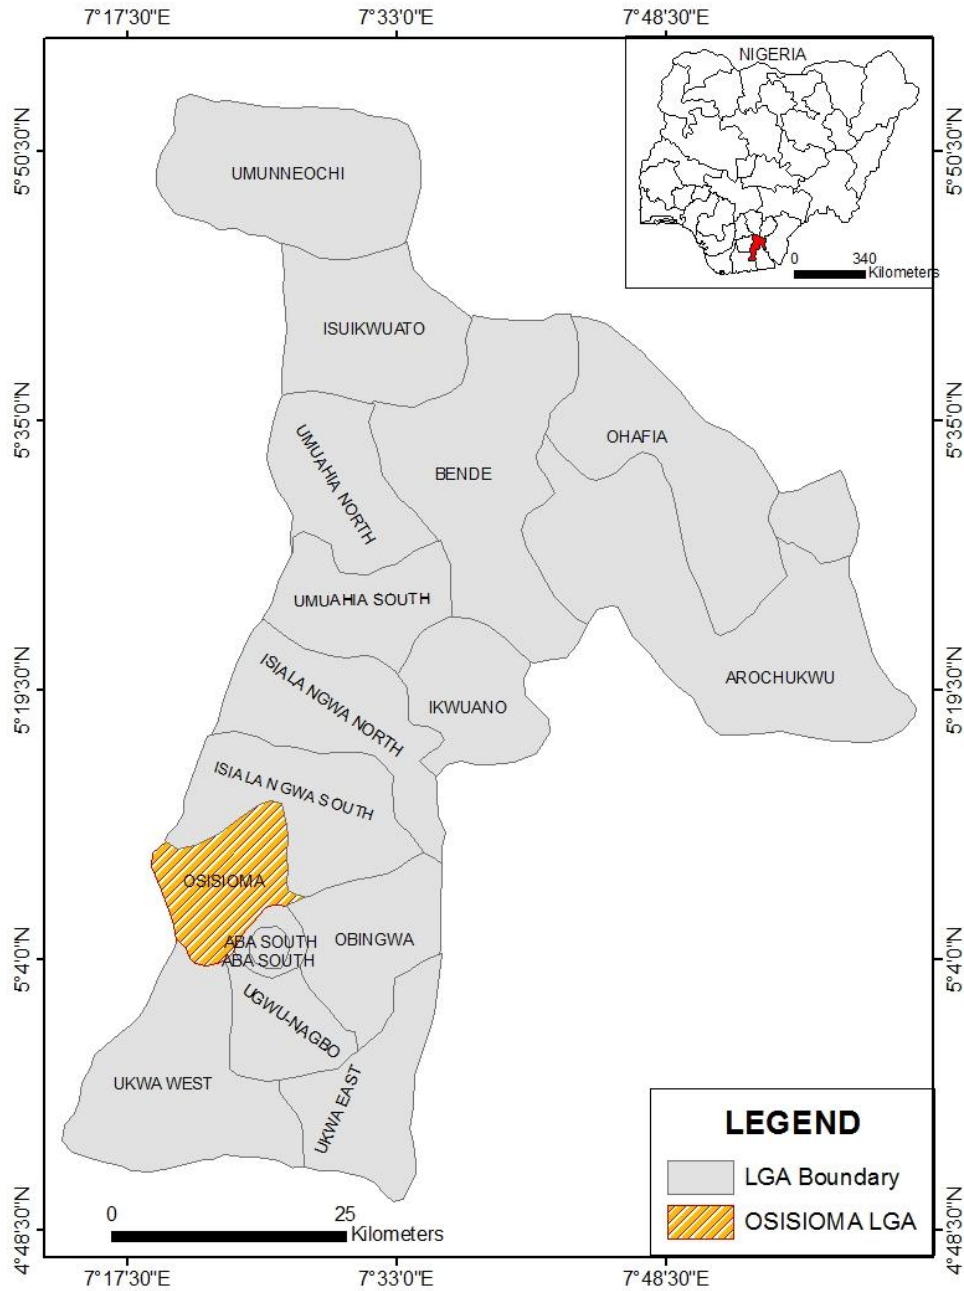 7°17'30"E
7°33'0"E
7°48'30"E
5°50'30"N
5°50'30"N
NIGERIA
0 340
Kilometers
UMUNNEOCHI
ISUIKWUATO
5°35'0"N
5°35'0"N
UMUAHIA NORTH
BENDE
OHAFIA
UMUAHIA SOUTH
5°19'30"N
5°19'30"N
ISIALA NGWA NORTH
IKWUANO
AROCHUKWU
ISIALA NGWA SOUTH
OSISIOMA
5°4'0"N
5°4'0"N
ABA SOUTH
ABA SOUTH
OBINGWA
UGWU-NAGBO
UKWA WEST
UKWA EAST
LEGEND
LGA Boundary
OSISIOMA LGA
0 25
Kilometers
4°48'30"N
4°48'30"N
7°17'30"E
7°33'0"E
7°48'30"E